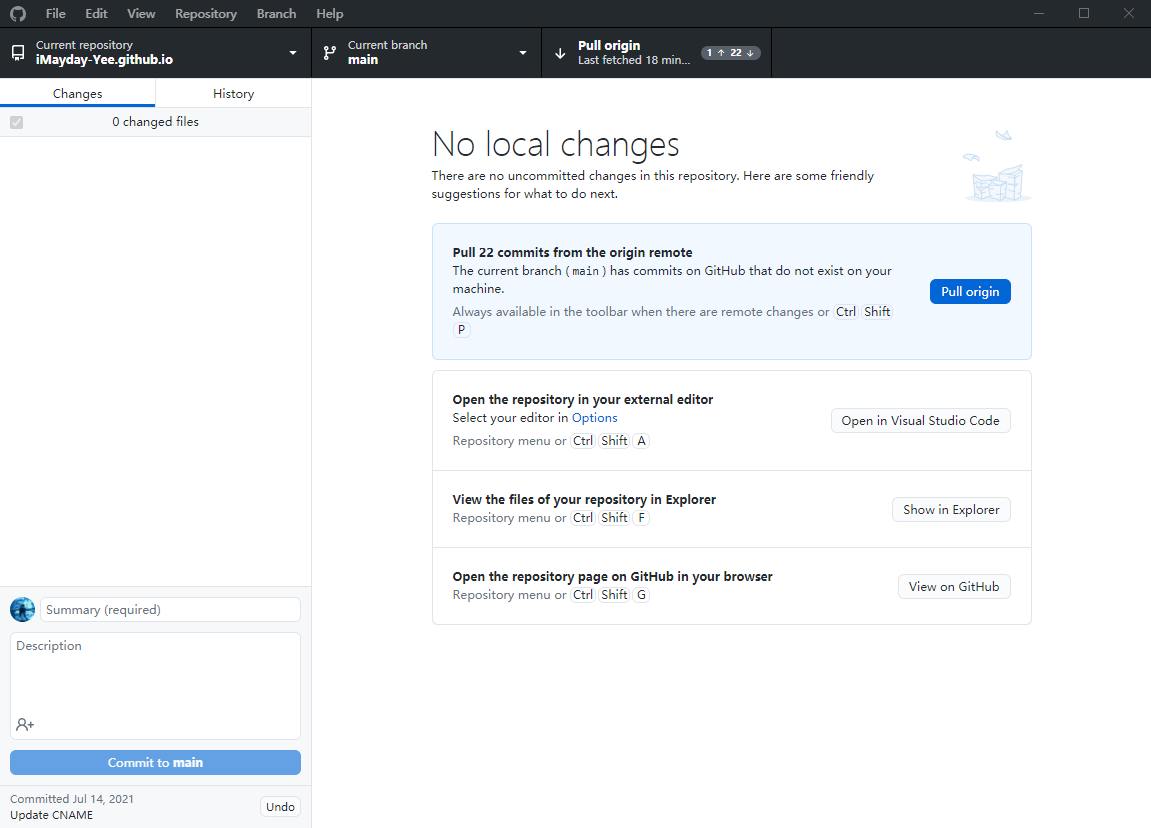 File Edit View Repository Branch Help
Current repository
iMayday-Yee.github.io
Current branch
main
Pull origin
Last fetched 18 min...
1 ↑ 22 ↓
Changes
History
0 changed files
No local changes
There are no uncommitted changes in this repository. Here are some friendly
suggestions for what to do next.
Pull 22 commits from the origin remote
The current branch (main) has commits on GitHub that do not exist on your
machine.
Always available in the toolbar when there are remote changes or Ctrl Shift
P
Pull origin
Open the repository in your external editor
Select your editor in Options
Repository menu or Ctrl Shift A
Open in Visual Studio Code
View the files of your repository in Explorer
Repository menu or Ctrl Shift F
Show in Explorer
Open the repository page on GitHub in your browser
Repository menu or Ctrl Shift G
View on GitHub
Summary (required)
Description
Commit to main
Committed Jul 14, 2021
Update CNAME
Undo